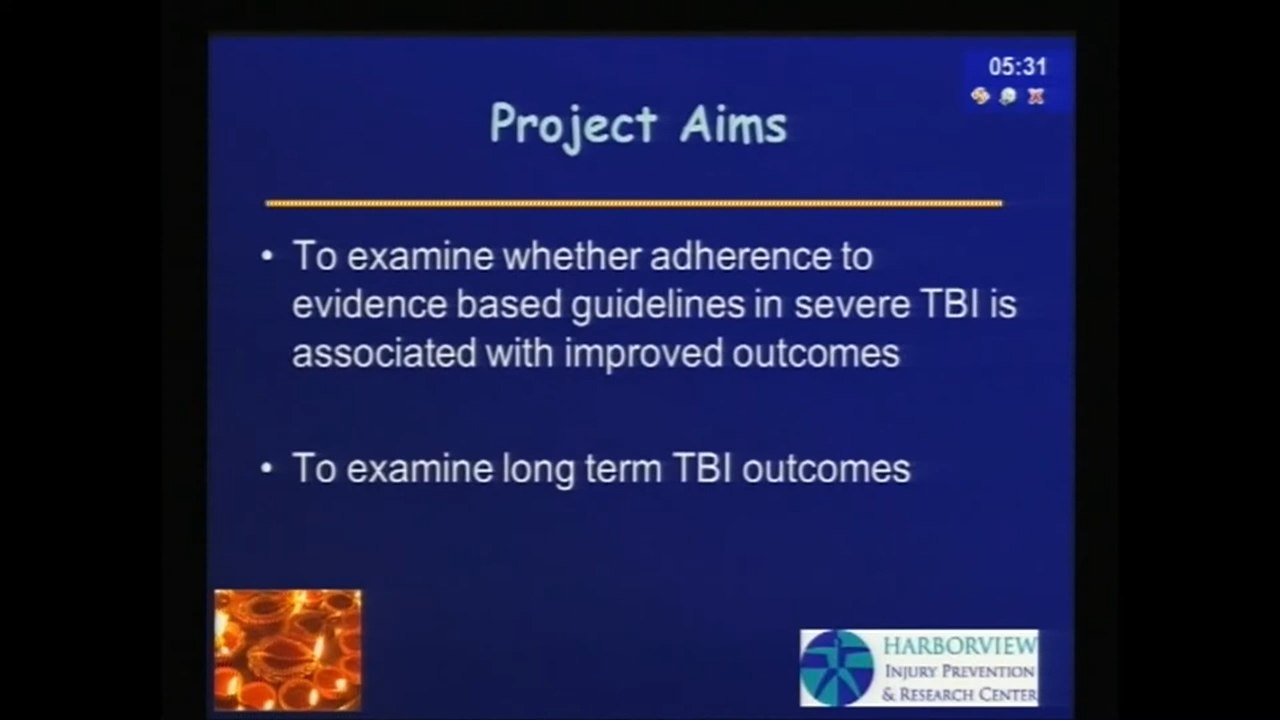 05:31
Project Aims
• To examine whether adherence to
evidence based guidelines in severe TBI is
associated with improved outcomes
• To examine long term TBI outcomes
HARBORVIEW
INJURY PREVENTION
& RESEARCH CENTER